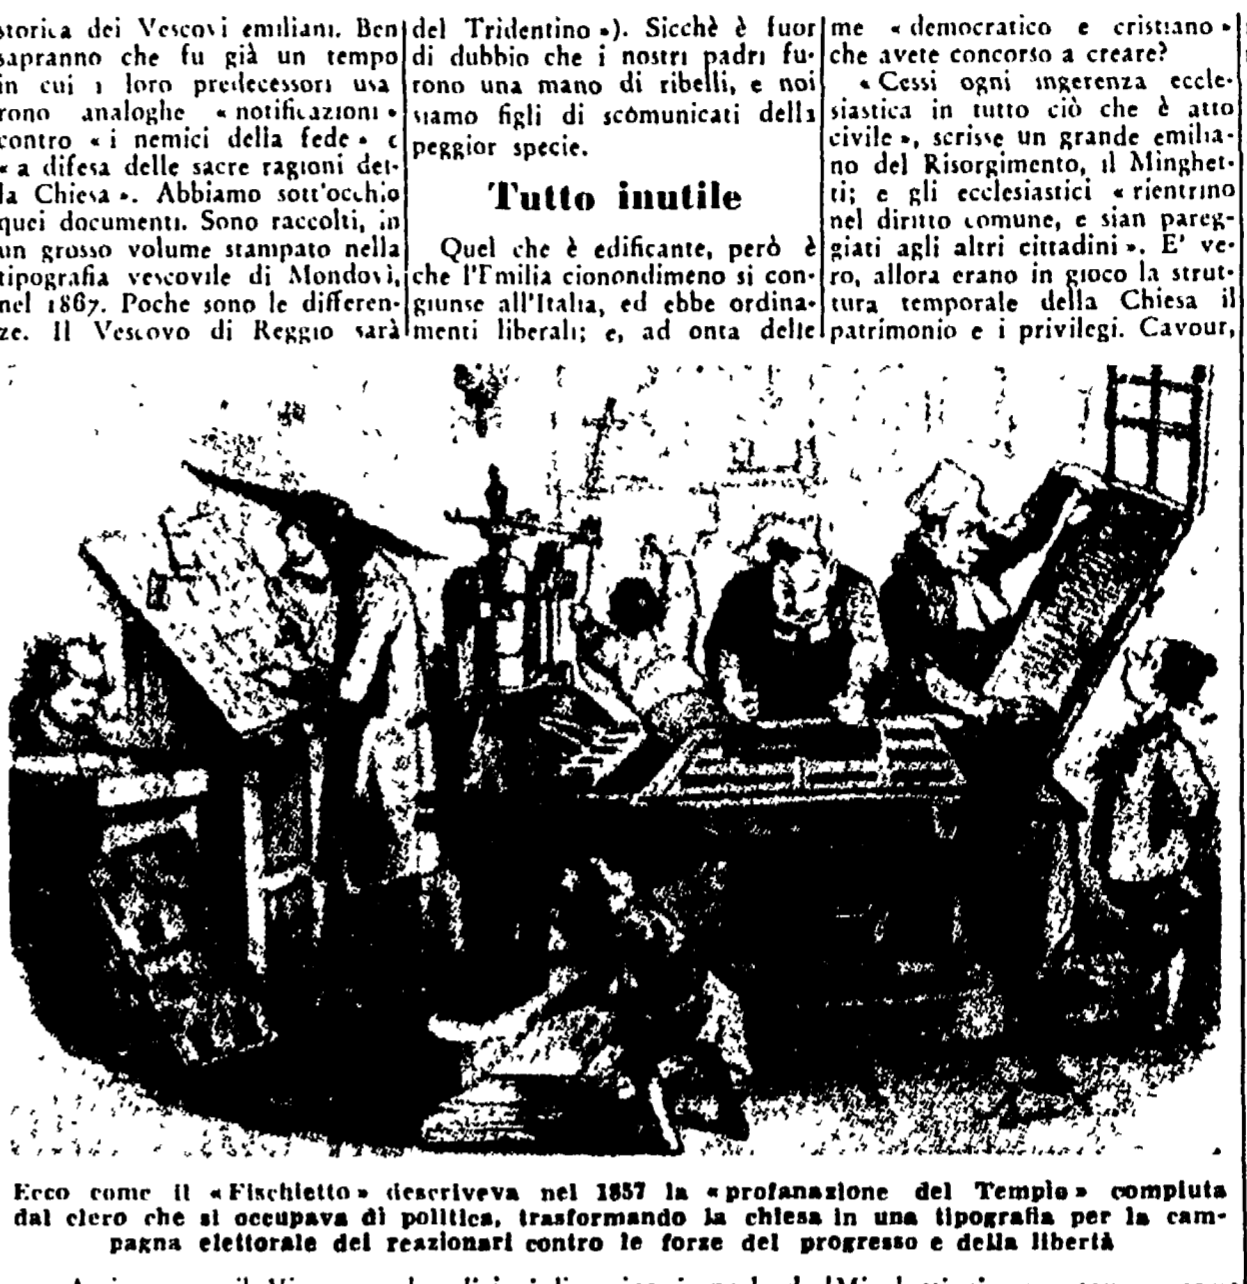 storica dei Vescovi emiliani. Ben
sapranno che fu già un tempo
in cui i loro predecessori usa
rono analoghe « notificazioni »
contro « i nemici della fede » e
« a difesa delle sacre ragioni del-
la Chiesa ». Abbiamo sott'occhio
quei documenti. Sono raccolti, in
un grosso volume stampato nella
tipografia vescovile di Mondovì,
nel 1867. Poche sono le differen-
ze. Il Vescovo di Reggio sarà
del Tridentino »). Sicchè è fuor
di dubbio che i nostri padri fu-
rono una mano di ribelli, e noi
siamo figli di scomunicati della
peggior specie.
Tutto inutile
Quel che è edificante, però è
che l'Emilia cionondimeno si con-
giunse all'Italia, ed ebbe ordina-
menti liberali; e, ad onta delle
me « democratico e cristiano »
che avete concorso a creare?
« Cessi ogni ingerenza eccle-
siastica in tutto ciò che è atto
civile », scrisse un grande emilia-
no del Risorgimento, il Minghet-
ti; e gli ecclesiastici « rientrino
nel diritto comune, e sian pareg-
giati agli altri cittadini ». E' ve-
ro, allora erano in gioco la strut-
tura temporale della Chiesa il
patrimonio e i privilegi. Cavour,
Ecco come il « Fischietto » descriveva nel 1857 la « profanazione del Tempio » compiuta
dal clero che si occupava di politica, trasformando la chiesa in una tipografia per la cam-
pagna elettorale dei reazionari contro le forze del progresso e della libertà